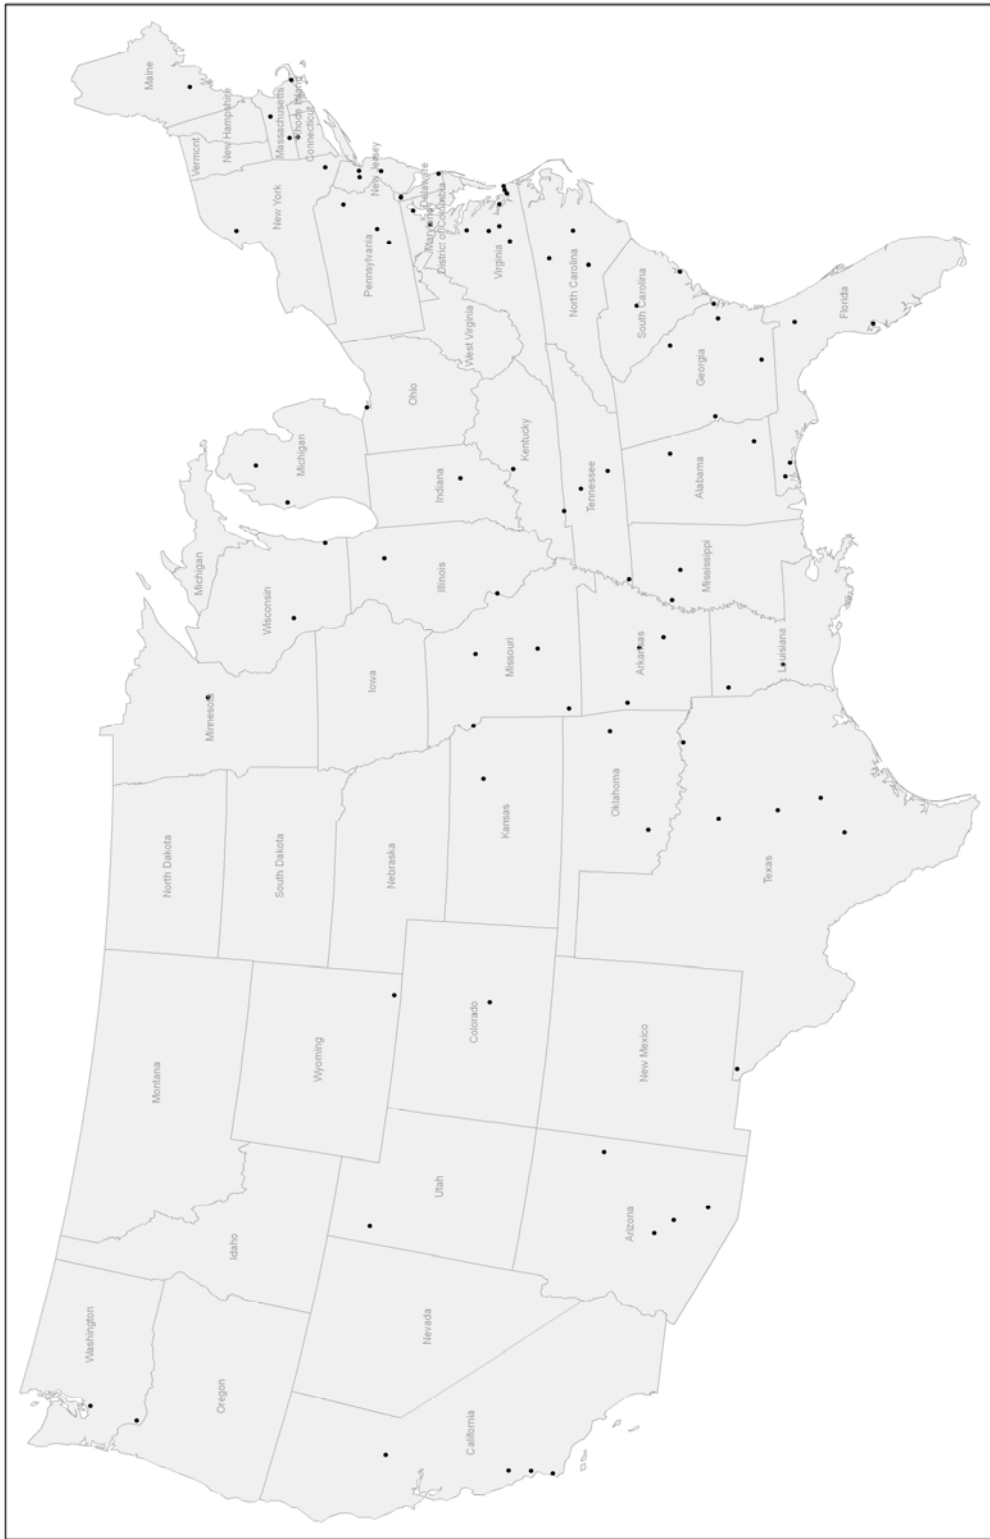 Washington
Oregon
California
Nevada
Idaho
Montana
Wyoming
Utah
Arizona
Colorado
New Mexico
North Dakota
South Dakota
Nebraska
Kansas
Oklahoma
Texas
Minnesota
Iowa
Missouri
Arkansas
Louisiana
Wisconsin
Illinois
Michigan
Michigan
Indiana
Ohio
Kentucky
Tennessee
Mississippi
Alabama
Georgia
Florida
South Carolina
North Carolina
Virginia
West Virginia
District of Columbia
Maryland
Delaware
Pennsylvania
New Jersey
New York
Connecticut
Rhode Island
Massachusetts
Vermont
New Hampshire
Maine